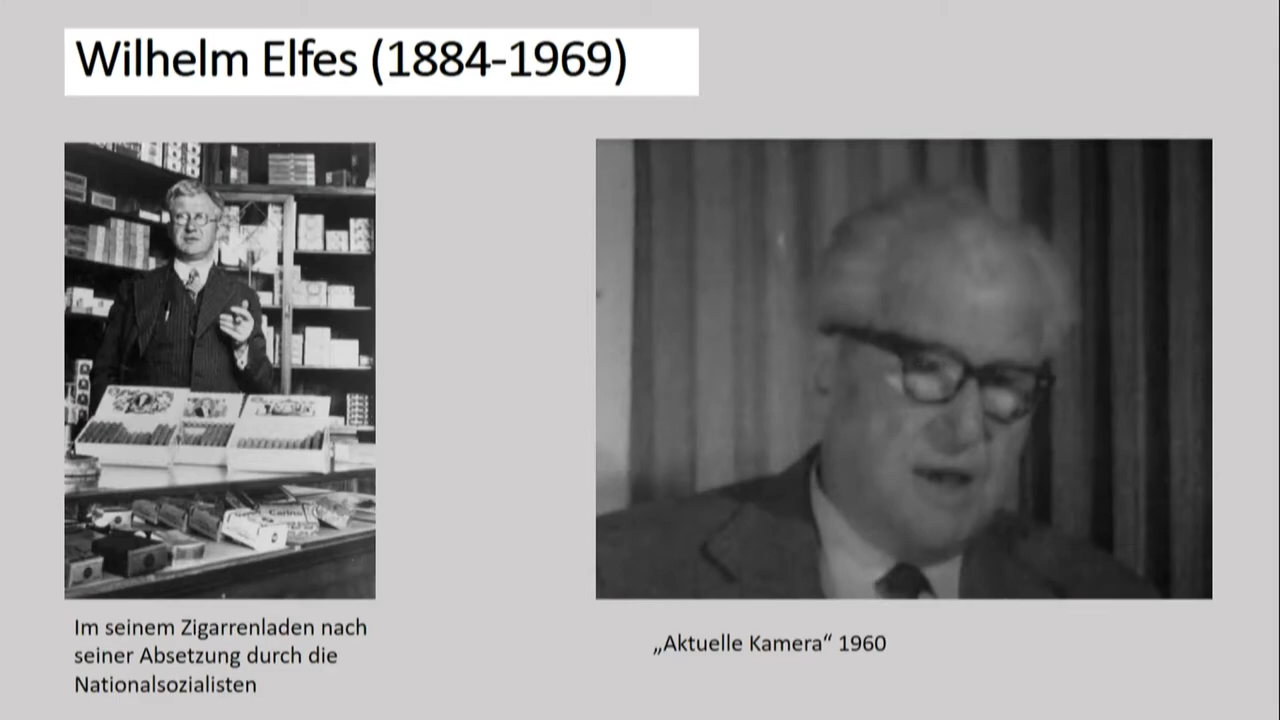 Wilhelm Elfes (1884-1969)
Im seinem Zigarrenladen nach
seiner Absetzung durch die
Nationalsozialisten
„Aktuelle Kamera“ 1960